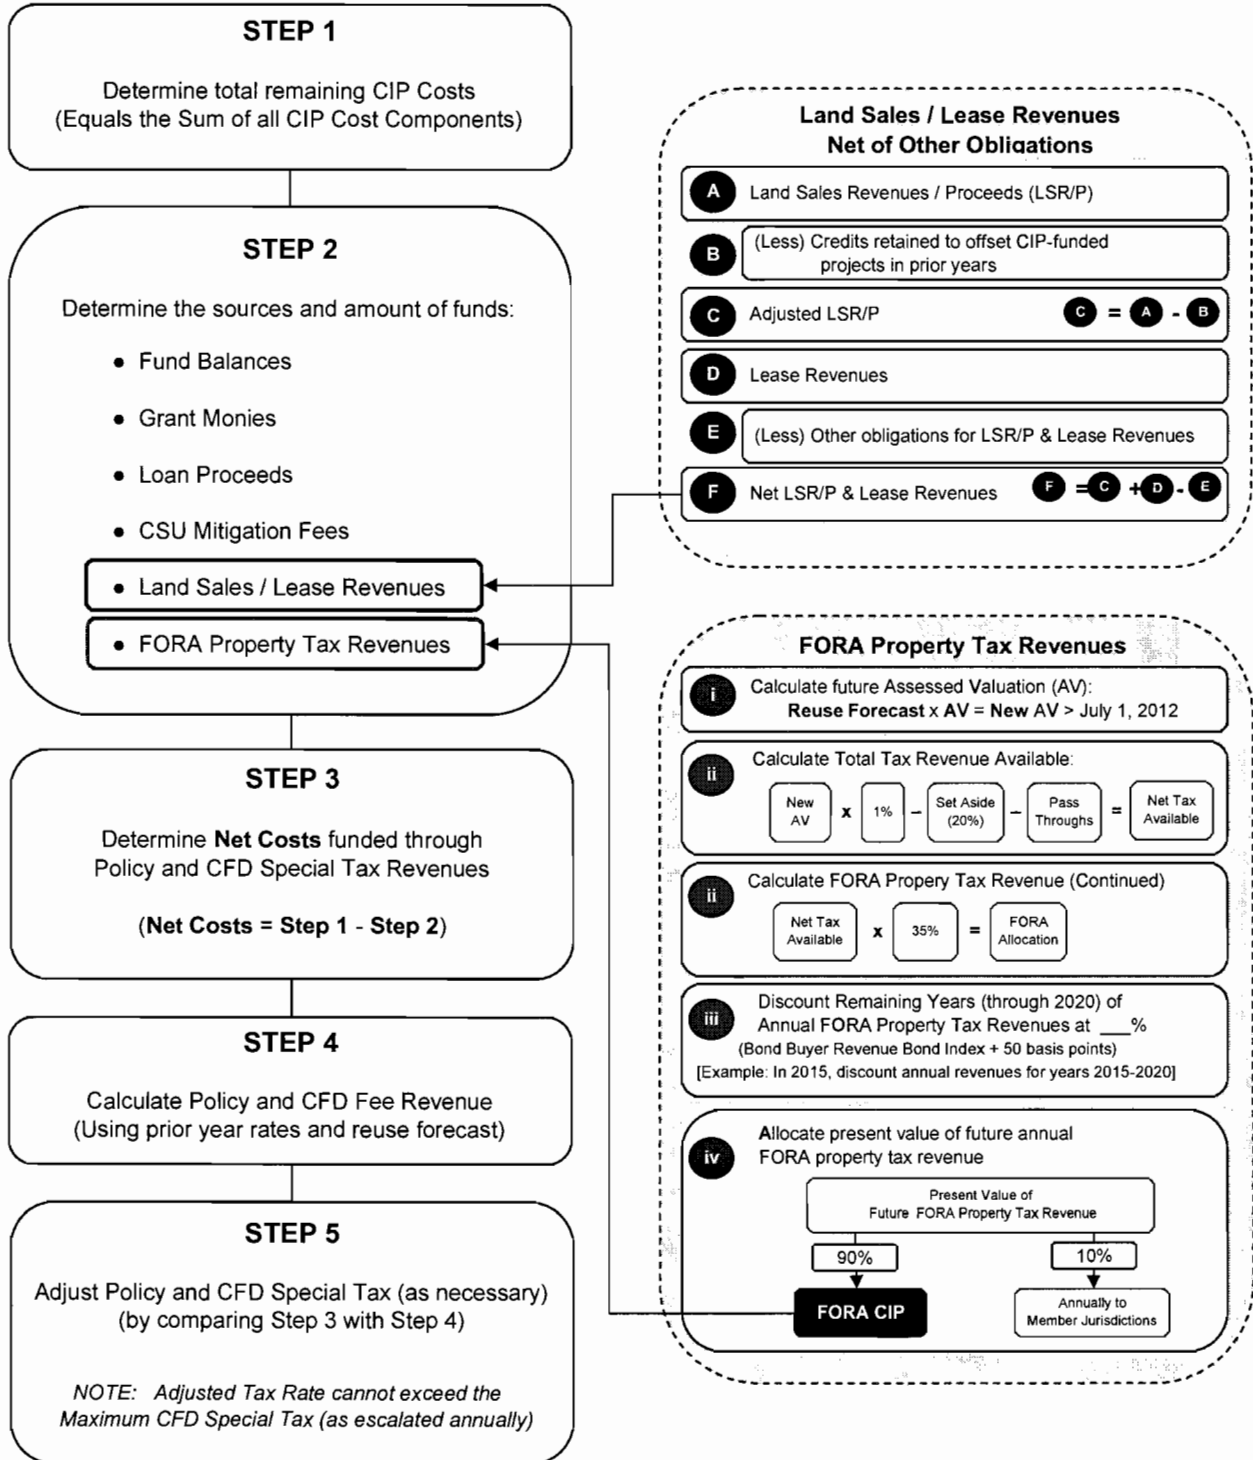 STEP 1
Determine total remaining CIP Costs
(Equals the Sum of all CIP Cost Components)
STEP 2
Determine the sources and amount of funds:
• Fund Balances
• Grant Monies
• Loan Proceeds
• CSU Mitigation Fees
• Land Sales / Lease Revenues
• FORA Property Tax Revenues
STEP 3
Determine Net Costs funded through
Policy and CFD Special Tax Revenues
(Net Costs = Step 1 - Step 2)
STEP 4
Calculate Policy and CFD Fee Revenue
(Using prior year rates and reuse forecast)
STEP 5
Adjust Policy and CFD Special Tax (as necessary)
(by comparing Step 3 with Step 4)
NOTE: Adjusted Tax Rate cannot exceed the
Maximum CFD Special Tax (as escalated annually)
Land Sales / Lease Revenues
Net of Other Obligations
A Land Sales Revenues / Proceeds (LSR/P)
B (Less) Credits retained to offset CIP-funded
projects in prior years
C Adjusted LSR/P C = A - B
D Lease Revenues
E (Less) Other obligations for LSR/P & Lease Revenues
F Net LSR/P & Lease Revenues F = C + D - E
FORA Property Tax Revenues
i Calculate future Assessed Valuation (AV):
Reuse Forecast x AV = New AV > July 1, 2012
ii Calculate Total Tax Revenue Available:
New AV x 1% – Set Aside (20%) – Pass Throughs = Net Tax Available
ii Calculate FORA Propery Tax Revenue (Continued)
Net Tax Available x 35% = FORA Allocation
iii Discount Remaining Years (through 2020) of
Annual FORA Property Tax Revenues at ___%
(Bond Buyer Revenue Bond Index + 50 basis points)
[Example: In 2015, discount annual revenues for years 2015-2020]
iv Allocate present value of future annual
FORA property tax revenue
Present Value of
Future FORA Property Tax Revenue
90% 10%
FORA CIP
Annually to
Member Jurisdictions